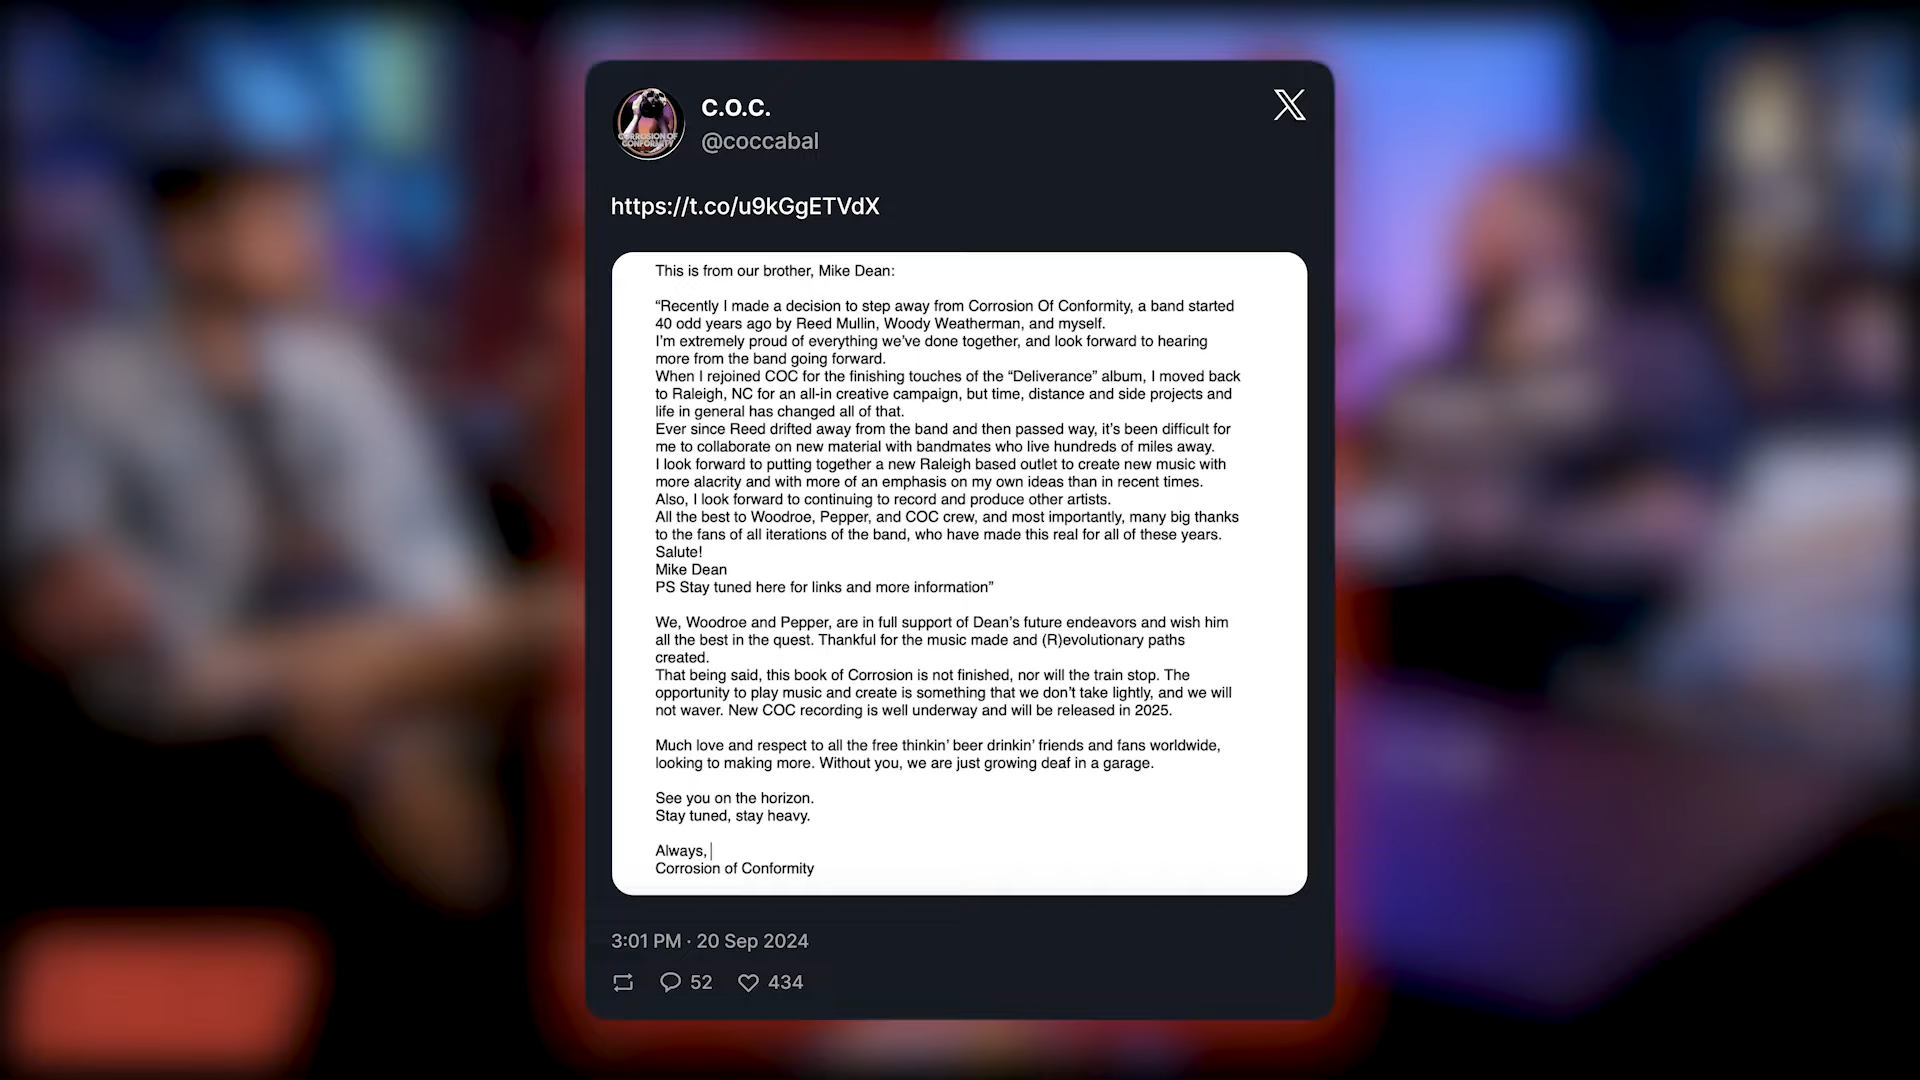 C.O.C.
@coccabal
https://t.co/u9kGgETVdX
CORROSION OF
CONFORMITY
This is from our brother, Mike Dean:
“Recently I made a decision to step away from Corrosion Of Conformity, a band started
40 odd years ago by Reed Mullin, Woody Weatherman, and myself.
I’m extremely proud of everything we’ve done together, and look forward to hearing
more from the band going forward.
When I rejoined COC for the finishing touches of the “Deliverance” album, I moved back
to Raleigh, NC for an all-in creative campaign, but time, distance and side projects and
life in general has changed all of that.
Ever since Reed drifted away from the band and then passed way, it’s been difficult for
me to collaborate on new material with bandmates who live hundreds of miles away.
I look forward to putting together a new Raleigh based outlet to create new music with
more alacrity and with more of an emphasis on my own ideas than in recent times.
Also, I look forward to continuing to record and produce other artists.
All the best to Woodroe, Pepper, and COC crew, and most importantly, many big thanks
to the fans of all iterations of the band, who have made this real for all of these years.
Salute!
Mike Dean
PS Stay tuned here for links and more information”
We, Woodroe and Pepper, are in full support of Dean’s future endeavors and wish him
all the best in the quest. Thankful for the music made and (R)evolutionary paths
created.
That being said, this book of Corrosion is not finished, nor will the train stop. The
opportunity to play music and create is something that we don’t take lightly, and we will
not waver. New COC recording is well underway and will be released in 2025.
Much love and respect to all the free thinkin’ beer drinkin’ friends and fans worldwide,
looking to making more. Without you, we are just growing deaf in a garage.
See you on the horizon.
Stay tuned, stay heavy.
Always,
Corrosion of Conformity
3:01 PM · 20 Sep 2024
52 434